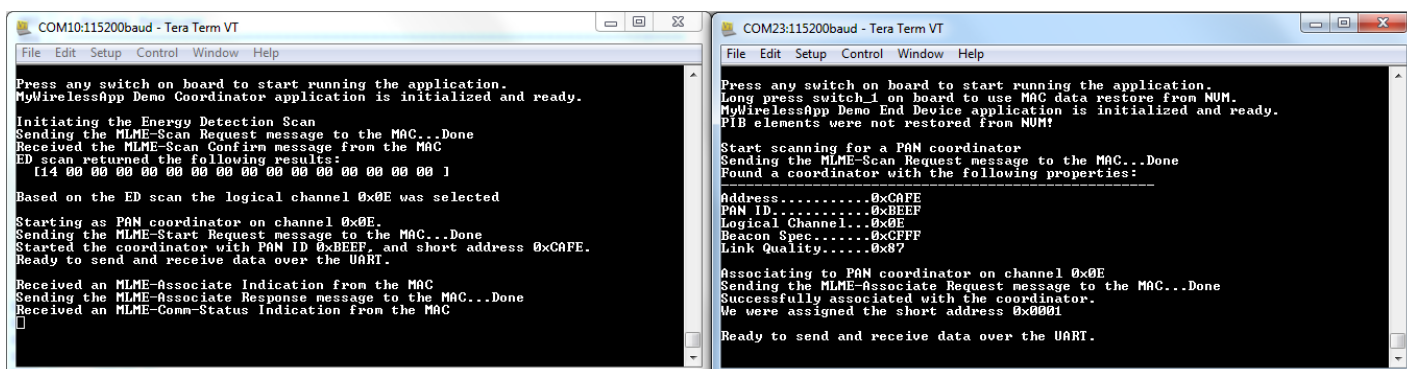 COM10:115200baud - Tera Term VT
File Edit Setup Control Window Help
Press any switch on board to start running the application.
MyWirelessApp Demo Coordinator application is initialized and ready.
Initiating the Energy Detection Scan
Sending the MLME-Scan Request message to the MAC...Done
Received the MLME-Scan Confirm message from the MAC
ED scan returned the following results:
[14 00 00 00 00 00 00 00 00 00 00 00 00 00 00 00 ]
Based on the ED scan the logical channel 0x0E was selected
Starting as PAN coordinator on channel 0x0E.
Sending the MLME-Start Request message to the MAC...Done
Started the coordinator with PAN ID 0xBEEF, and short address 0xCAFE.
Ready to send and receive data over the UART.
Received an MLME-Associate Indication from the MAC
Sending the MLME-Associate Response message to the MAC...Done
Received an MLME-Comm-Status Indication from the MAC
COM23:115200baud - Tera Term VT
File Edit Setup Control Window Help
Press any switch on board to start running the application.
Long press switch_1 on board to use MAC data restore from NVM.
MyWirelessApp Demo End Device application is initialized and ready.
PIB elements were not restored from NVM!
Start scanning for a PAN coordinator
Sending the MLME-Scan Request message to the MAC...Done
Found a coordinator with the following properties:
----------------------------------------------------
Address...........0xCAFE
PAN ID............0xBEEF
Logical Channel...0x0E
Beacon Spec.......0xCFFF
Link Quality......0x87
Associating to PAN coordinator on channel 0x0E
Sending the MLME-Associate Request message to the MAC...Done
Successfully associated with the coordinator.
We were assigned the short address 0x0001
Ready to send and receive data over the UART.